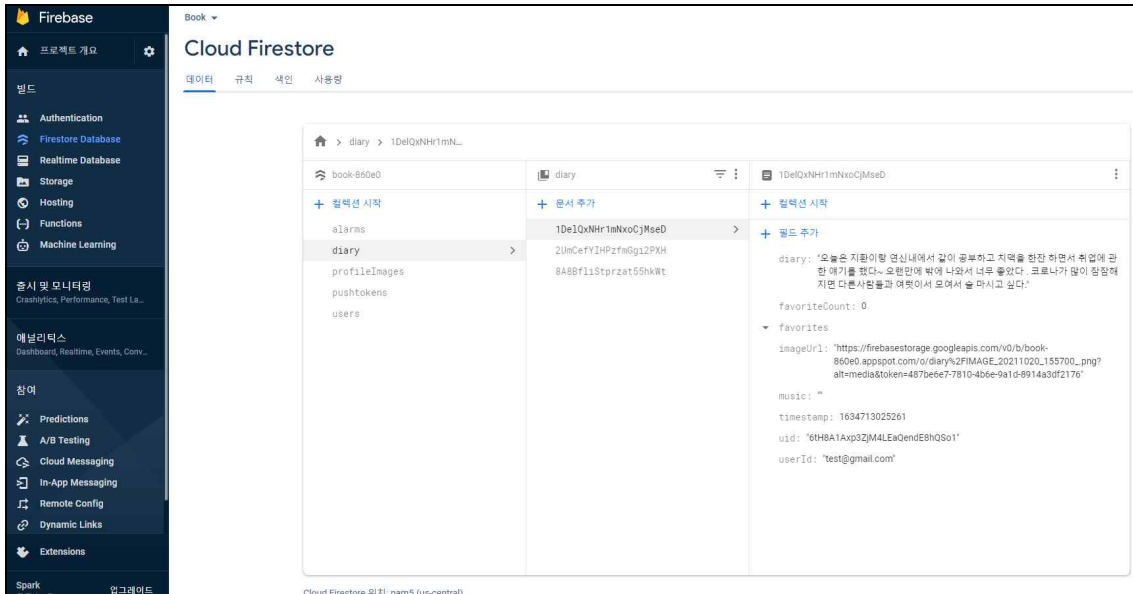 Firebase
프로젝트 개요
빌드
Authentication
Firestore Database
Realtime Database
Storage
Hosting
Functions
Machine Learning
출시 및 모니터링
Crashlytics, Performance, Test La...
애널리틱스
Dashboard, Realtime, Events, Conv...
참여
Predictions
A/B Testing
Cloud Messaging
In-App Messaging
Remote Config
Dynamic Links
Extensions
Spark
업그레이드
Book
Cloud Firestore
데이터 규칙 색인 사용량
> diary > 1DelQxNHr1mN...
book-860e0
+ 컬렉션 시작
alarms
diary
profileImages
pushtokens
users
diary
+ 문서 추가
1DelQxNHr1mNxoCjMseD
2UmCefYIHPzfmGgi2PXH
8A8BfliStprzat55hkWt
1DelQxNHr1mNxoCjMseD
+ 컬렉션 시작
+ 필드 추가
diary: "오늘은 지환이랑 연신내에서 같이 공부하고 치맥을 한잔 하면서 취업에 관
한 얘기를 했다~ 오랜만에 밖에 나와서 너무 좋았다 . 코로나가 많이 잠잠해
지면 다른사람들과 여럿이서 모여서 술 마시고 싶다."
favoriteCount: 0
favorites
imageUrl: "https://firebasestorage.googleapis.com/v0/b/book-
860e0.appspot.com/o/diary%2FIMAGE_20211020_155700_.png?
alt=media&token=487be6e7-7810-4b6e-9a1d-8914a3df2176"
music: ""
timestamp: 1634713025261
uid: "6tH8A1Axp3ZjM4LEaQendE8hQSo1"
userId: "test@gmail.com"
Cloud Firestore 위치: nam5 (us-central)